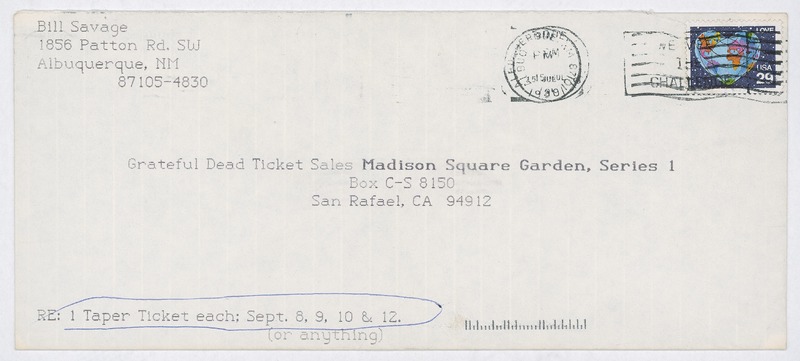 Bill Savage
1856 Patton Rd. SW
Albuquerque, NM
87105-4830
PM
LOVE
USA
29
Grateful Dead Ticket Sales Madison Square Garden, Series 1
Box C-S 8150
San Rafael, CA 94912
RE: 1 Taper Ticket each; Sept. 8, 9, 10 & 12.
(or anything)